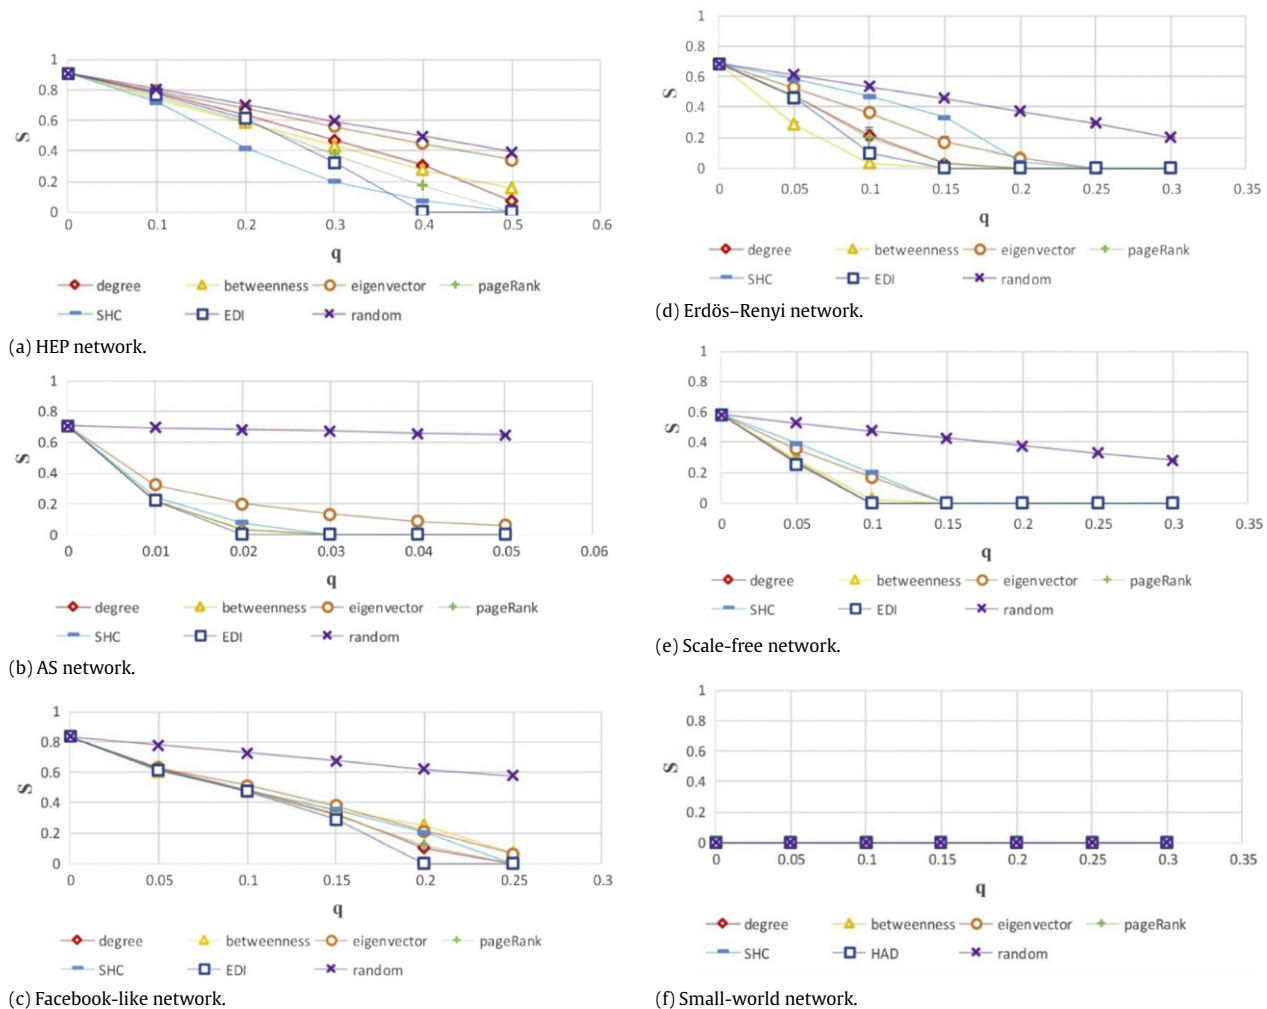 1
0.8
0.6
S
0.4
0.2
0
0 0.1 0.2 0.3 0.4 0.5 0.6
q
degree betweenness eigenvector pageRank
SHC EDI random
(a) HEP network.
1
0.8
0.6
S
0.4
0.2
0
0 0.01 0.02 0.03 0.04 0.05 0.06
q
degree betweenness eigenvector pageRank
SHC EDI random
(b) AS network.
1
0.8
0.6
S
0.4
0.2
0
0 0.05 0.1 0.15 0.2 0.25 0.3
q
degree betweenness eigenvector pageRank
SHC EDI random
(c) Facebook-like network.
1
0.8
0.6
S
0.4
0.2
0
0 0.05 0.1 0.15 0.2 0.25 0.3 0.35
q
degree betweenness eigenvector pageRank
SHC EDI random
(d) Erdös–Renyi network.
1
0.8
0.6
S
0.4
0.2
0
0 0.05 0.1 0.15 0.2 0.25 0.3 0.35
q
degree betweenness eigenvector pageRank
SHC EDI random
(e) Scale-free network.
1
0.8
0.6
S
0.4
0.2
0
0 0.05 0.1 0.15 0.2 0.25 0.3 0.35
q
degree betweenness eigenvector pageRank
SHC HAD random
(f) Small-world network.